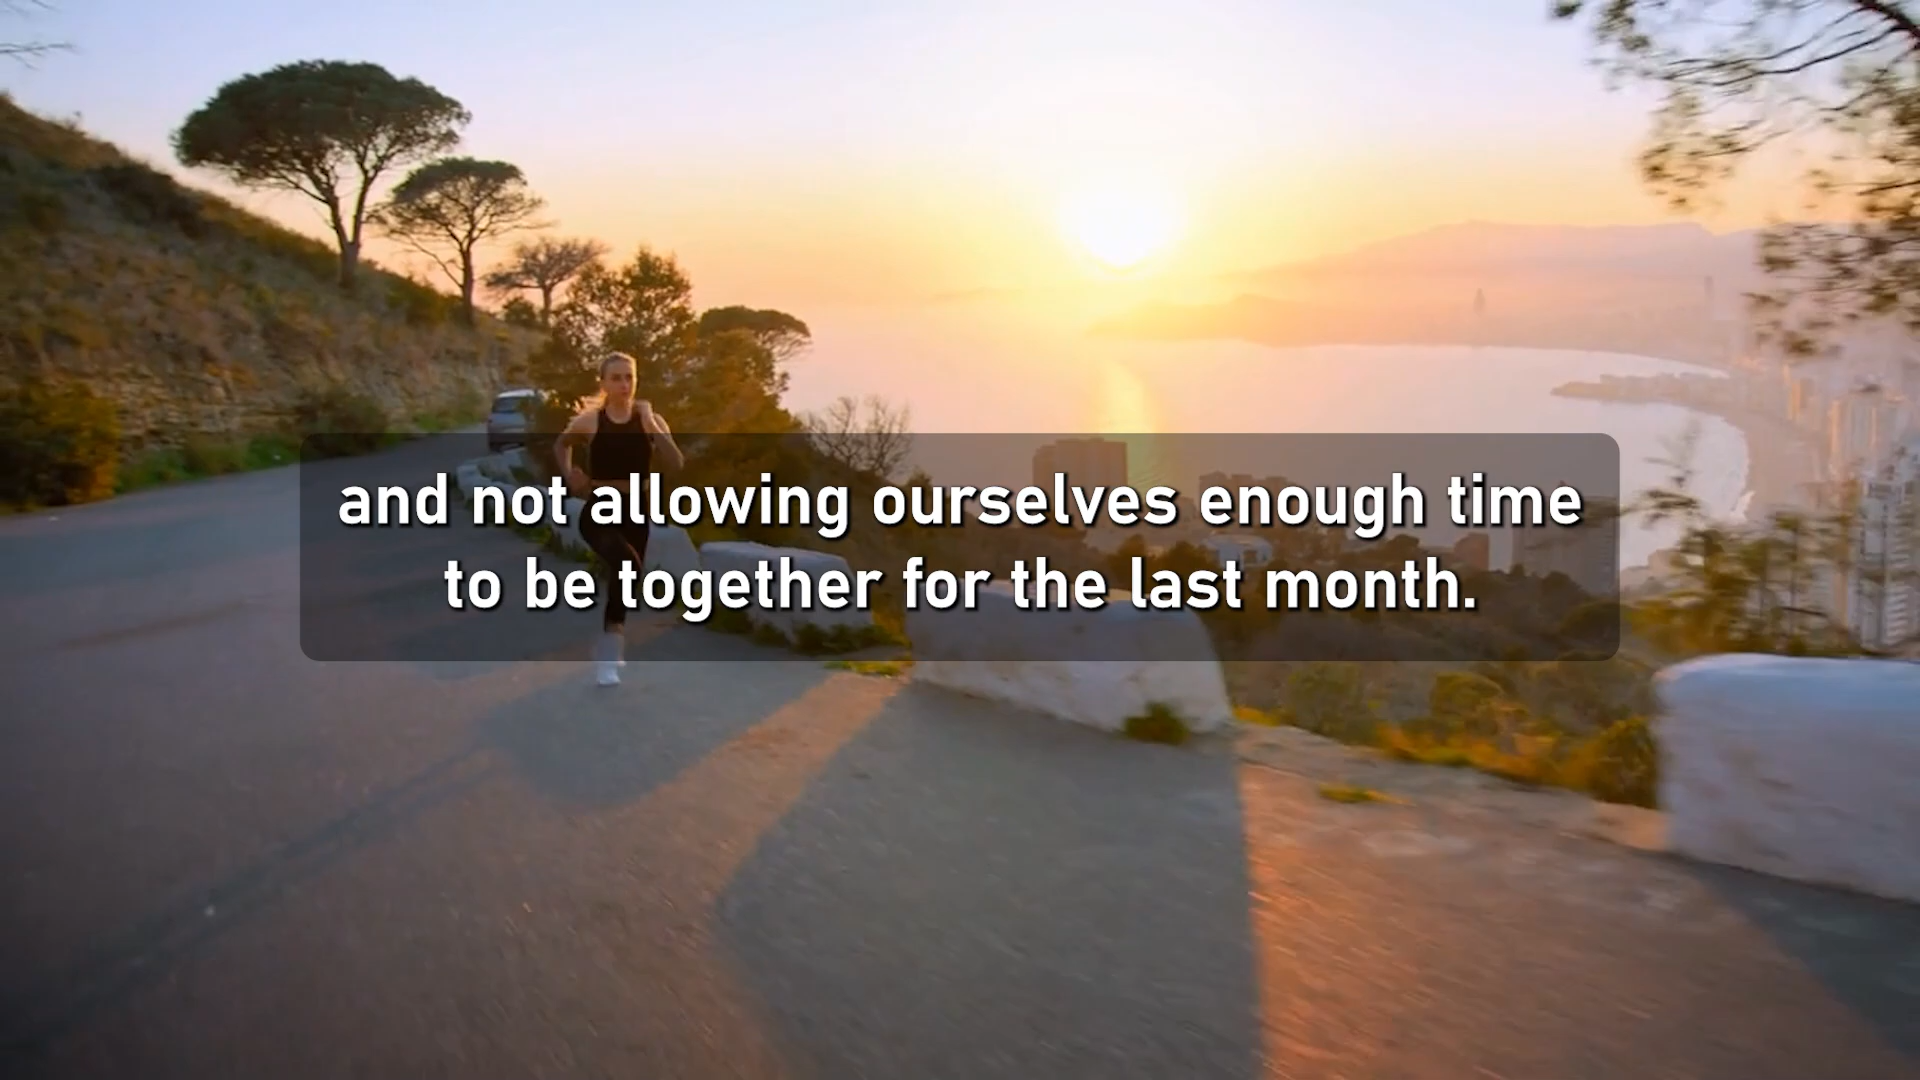 and not allowing ourselves enough time
to be together for the last month.